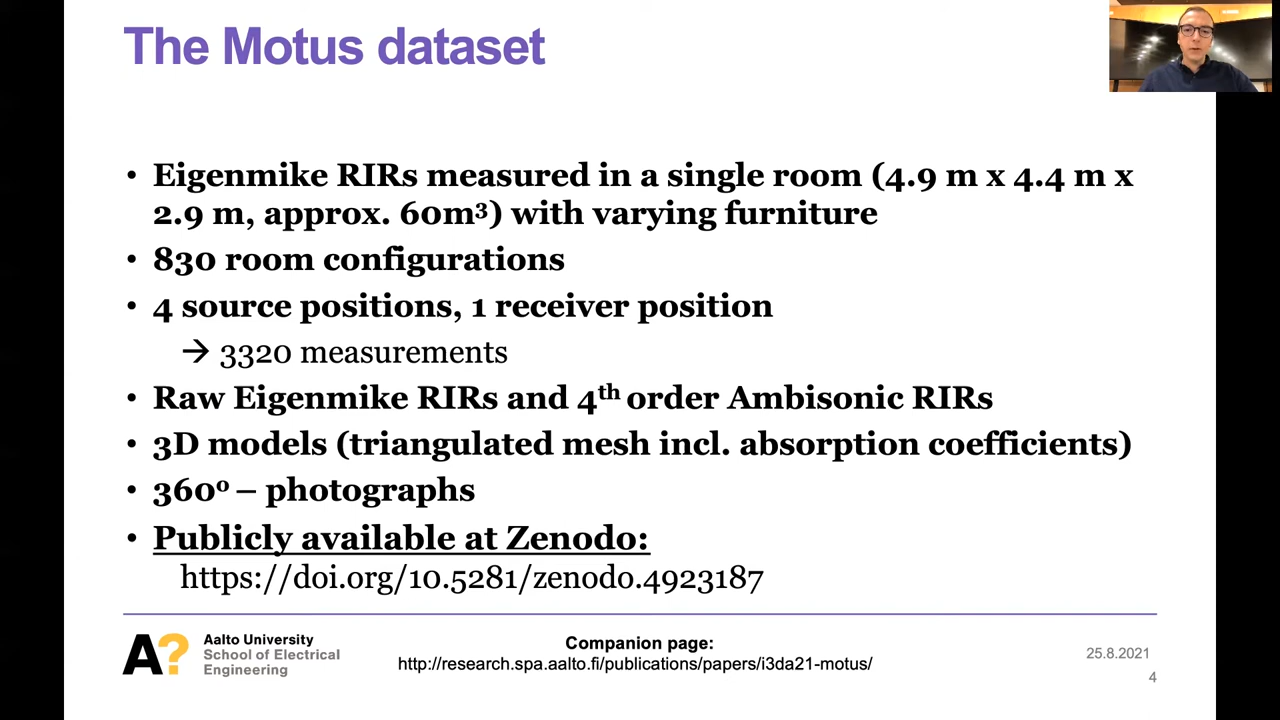 The Motus dataset
• Eigenmike RIRs measured in a single room (4.9 m x 4.4 m x
2.9 m, approx. 60m³) with varying furniture
• 830 room configurations
• 4 source positions, 1 receiver position
→ 3320 measurements
• Raw Eigenmike RIRs and 4th order Ambisonic RIRs
• 3D models (triangulated mesh incl. absorption coefficients)
• 360º – photographs
• Publicly available at Zenodo:
https://doi.org/10.5281/zenodo.4923187
A?
Aalto University
School of Electrical
Engineering
Companion page:
http://research.spa.aalto.fi/publications/papers/i3da21-motus/
25.8.2021
4